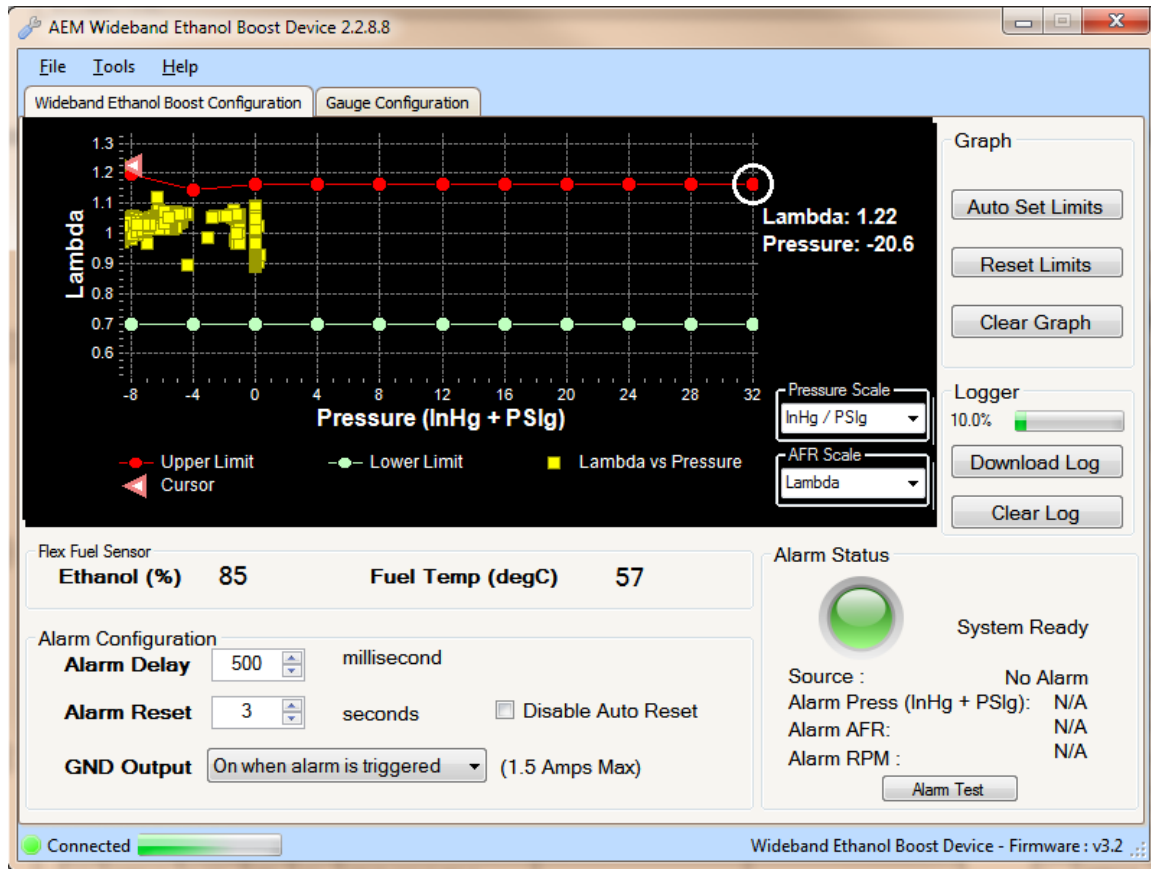 AEM Wideband Ethanol Boost Device 2.2.8.8
File Tools Help
Wideband Ethanol Boost Configuration Gauge Configuration
1.3
1.2
1.1
1
0.9
0.8
0.7
0.6
Lambda
-8 -4 0 4 8 12 16 20 24 28 32
Pressure (InHg + PSIg)
Lambda: 1.22
Pressure: -20.6
Upper Limit Lower Limit Lambda vs Pressure
Cursor
Pressure Scale
InHg / PSIg
AFR Scale
Lambda
Graph
Auto Set Limits
Reset Limits
Clear Graph
Logger
10.0%
Download Log
Clear Log
Flex Fuel Sensor
Ethanol (%) 85 Fuel Temp (degC) 57
Alarm Configuration
Alarm Delay 500 millisecond
Alarm Reset 3 seconds Disable Auto Reset
GND Output On when alarm is triggered (1.5 Amps Max)
Alarm Status
System Ready
Source : No Alarm
Alarm Press (InHg + PSIg): N/A
Alarm AFR: N/A
Alarm RPM : N/A
Alarm Test
Connected Wideband Ethanol Boost Device - Firmware : v3.2